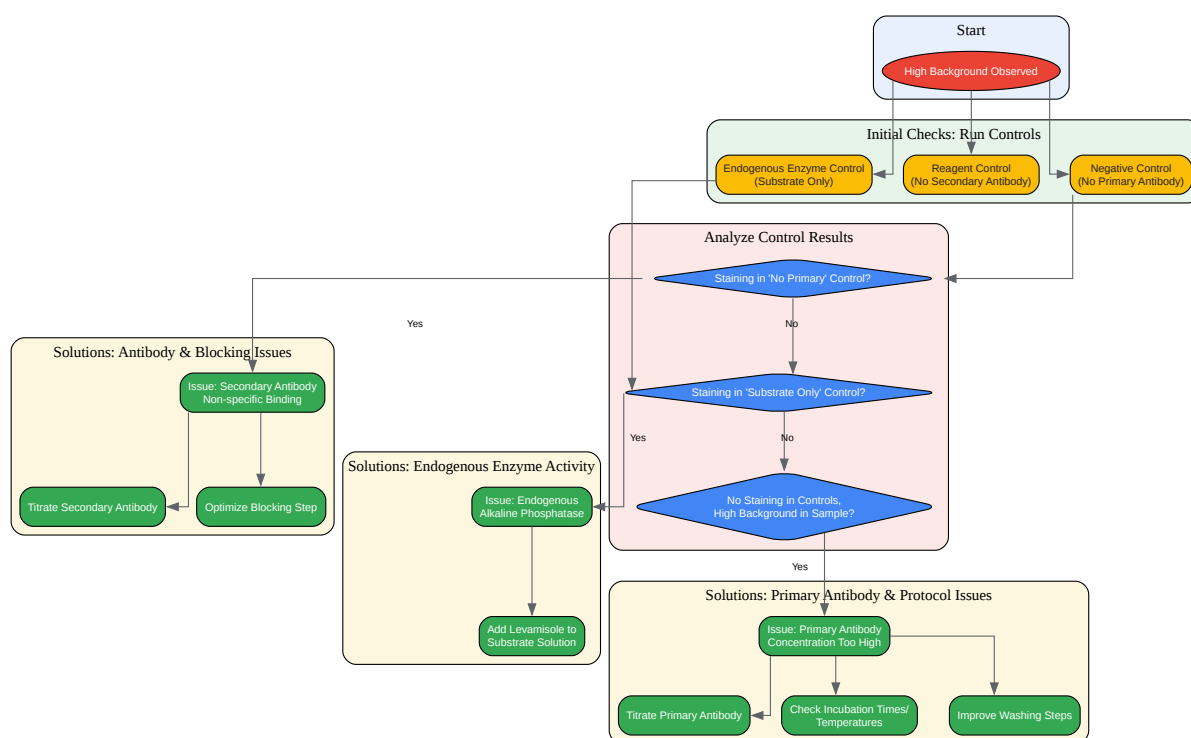 Start
High Background Observed
Initial Checks: Run Controls
Endogenous Enzyme Control
(Substrate Only)
Reagent Control
(No Secondary Antibody)
Negative Control
(No Primary Antibody)
Analyze Control Results
Staining in 'No Primary' Control?
Yes
No
Solutions: Antibody & Blocking Issues
Issue: Secondary Antibody
Non-specific Binding
Titrate Secondary Antibody
Optimize Blocking Step
Staining in 'Substrate Only' Control?
Yes
No
Solutions: Endogenous Enzyme Activity
Issue: Endogenous
Alkaline Phosphatase
Add Levamisole to
Substrate Solution
No Staining in Controls,
High Background in Sample?
Yes
Solutions: Primary Antibody & Protocol Issues
Issue: Primary Antibody
Concentration Too High
Titrate Primary Antibody
Check Incubation Times/
Temperatures
Improve Washing Steps